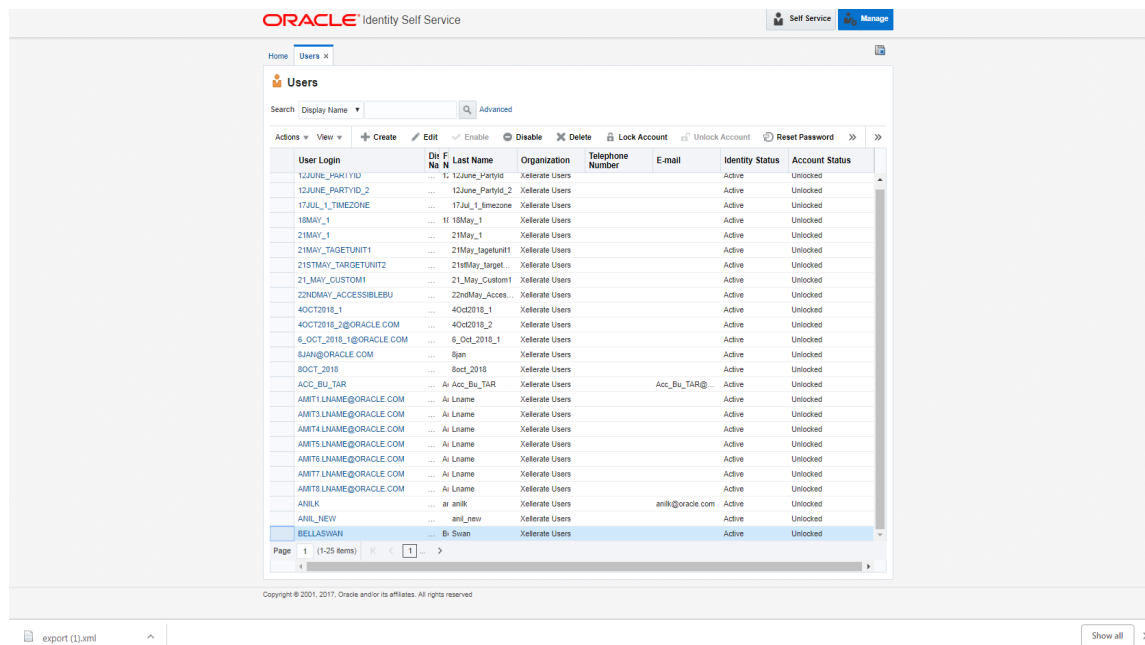 ORACLE® Identity Self Service Self Service Manage
Home Users ×
Users
Search Display Name Advanced
Actions View Create Edit Enable Disable Delete Lock Account Unlock Account Reset Password » »
User Login Dis Na F N Last Name Organization Telephone Number E-mail Identity Status Account Status
12JUNE_PARTYID ... 12 12June_PartyId Xellerate Users Active Unlocked
12JUNE_PARTYID_2 ... 12June_PartyId_2 Xellerate Users Active Unlocked
17JUL_1_TIMEZONE ... 17Jul_1_timezone Xellerate Users Active Unlocked
18MAY_1 ... 18 18May_1 Xellerate Users Active Unlocked
21MAY_1 ... 21May_1 Xellerate Users Active Unlocked
21MAY_TAGETUNIT1 ... 21May_tagetunit1 Xellerate Users Active Unlocked
21STMAY_TARGETUNIT2 ... 21stMay_target... Xellerate Users Active Unlocked
21_MAY_CUSTOM1 ... 21_May_Custom1 Xellerate Users Active Unlocked
22NDMAY_ACCESSIBLEBU ... 22ndMay_Acces... Xellerate Users Active Unlocked
4OCT2018_1 ... 4Oct2018_1 Xellerate Users Active Unlocked
4OCT2018_2@ORACLE.COM ... 4Oct2018_2 Xellerate Users Active Unlocked
6_OCT_2018_1@ORACLE.COM ... 6_Oct_2018_1 Xellerate Users Active Unlocked
8JAN@ORACLE.COM ... 8jan Xellerate Users Active Unlocked
8OCT_2018 ... 8oct_2018 Xellerate Users Active Unlocked
ACC_BU_TAR ... Ac Acc_Bu_TAR Xellerate Users Acc_Bu_TAR@... Active Unlocked
AMIT1.LNAME@ORACLE.COM ... Lname Xellerate Users Active Unlocked
AMIT3.LNAME@ORACLE.COM ... Lname Xellerate Users Active Unlocked
AMIT4.LNAME@ORACLE.COM ... Lname Xellerate Users Active Unlocked
AMIT5.LNAME@ORACLE.COM ... Lname Xellerate Users Active Unlocked
AMIT6.LNAME@ORACLE.COM ... Lname Xellerate Users Active Unlocked
AMIT7.LNAME@ORACLE.COM ... Lname Xellerate Users Active Unlocked
AMIT8.LNAME@ORACLE.COM ... Lname Xellerate Users Active Unlocked
ANILK ... anilk Xellerate Users anilk@oracle.com Active Unlocked
ANIL_NEW ... anil_new Xellerate Users Active Unlocked
BELLASWAN ... Swan Xellerate Users Active Unlocked
Page 1 (1-25 items) 1 ...
Copyright © 2001, 2017, Oracle and/or its affiliates. All rights reserved
export (1).xml Show all